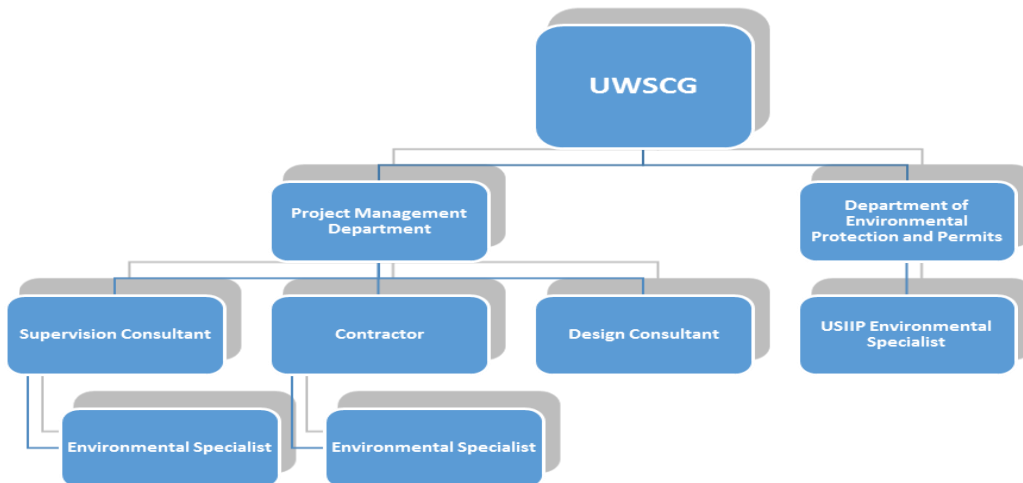 UWSCG
Project Management
Department
Department of
Environmental
Protection and Permits
Supervision Consultant
Contractor
Design Consultant
USIIP Environmental
Specialist
Environmental Specialist
Environmental Specialist